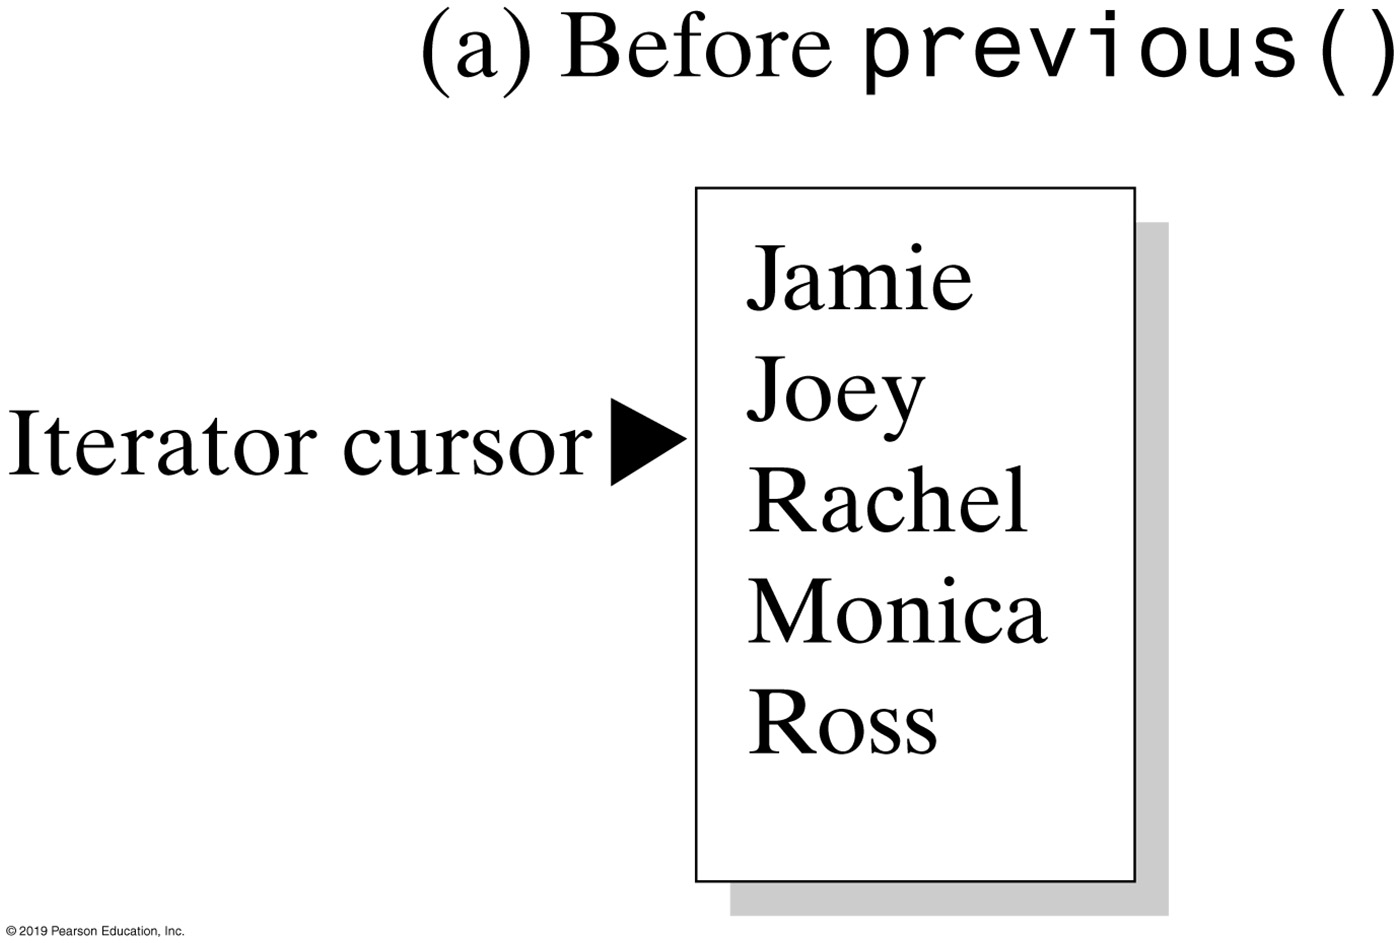 (a) Before previous()
Jamie
Joey
Iterator cursor
Rachel
Monica
Ross
© 2019 Pearson Education, Inc.